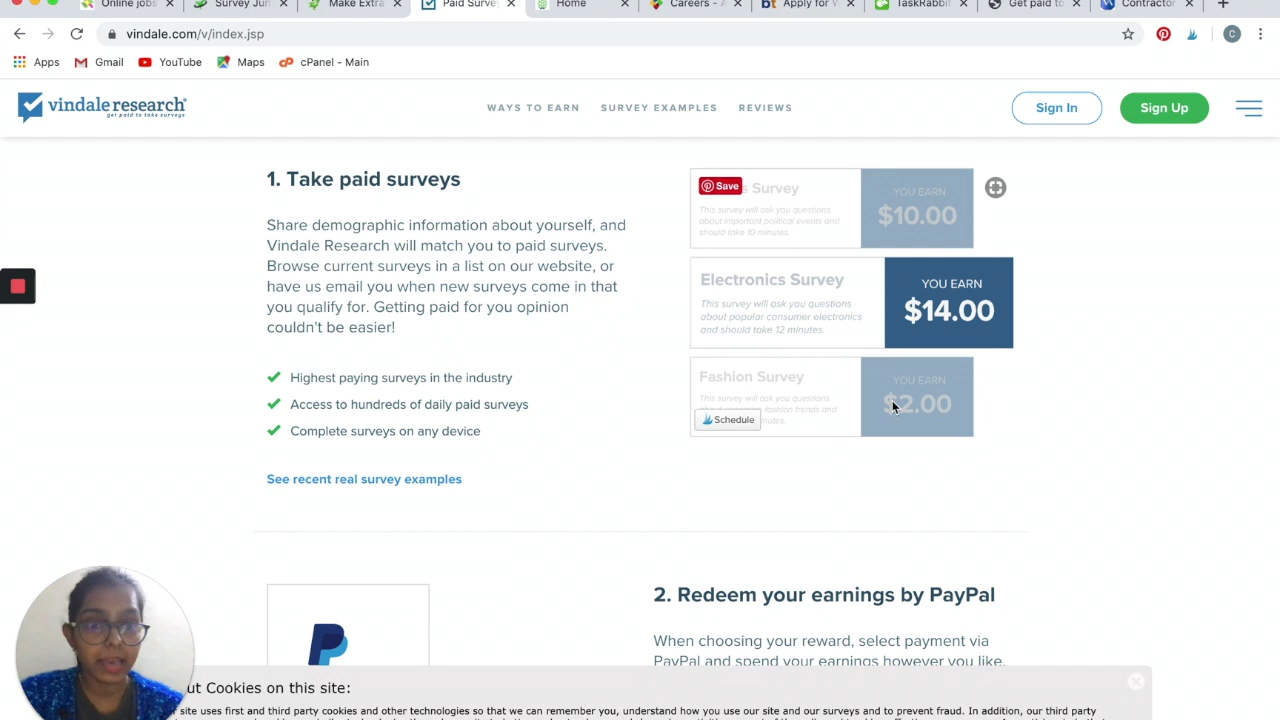 Online jobs
Survey Jun
Make Extra
Paid Surve
Home
Careers - A
Apply for W
TaskRabbit
Get paid to
Contractor
vindale.com/v/index.jsp
C
Apps
Gmail
YouTube
Maps
cPanel - Main
vindale research
get paid to take surveys
WAYS TO EARN
SURVEY EXAMPLES
REVIEWS
Sign In
Sign Up
1. Take paid surveys
Share demographic information about yourself, and
Vindale Research will match you to paid surveys.
Browse current surveys in a list on our website, or
have us email you when new surveys come in that
you qualify for. Getting paid for you opinion
couldn't be easier!
Highest paying surveys in the industry
Access to hundreds of daily paid surveys
Complete surveys on any device
See recent real survey examples
Save
s Survey
This survey will ask you questions
about important political events and
should take 10 minutes.
YOU EARN
$10.00
Electronics Survey
This survey will ask you questions
about popular consumer electronics
and should take 12 minutes.
YOU EARN
$14.00
Fashion Survey
This survey will ask you questions
fashion trends and
Schedule
YOU EARN
$2.00
2. Redeem your earnings by PayPal
When choosing your reward, select payment via
PayPal and spend your earnings however you like.
ut Cookies on this site:
site uses first and third party cookies and other technologies so that we can remember you, understand how you use our site and our surveys and to prevent fraud. In addition, our third party